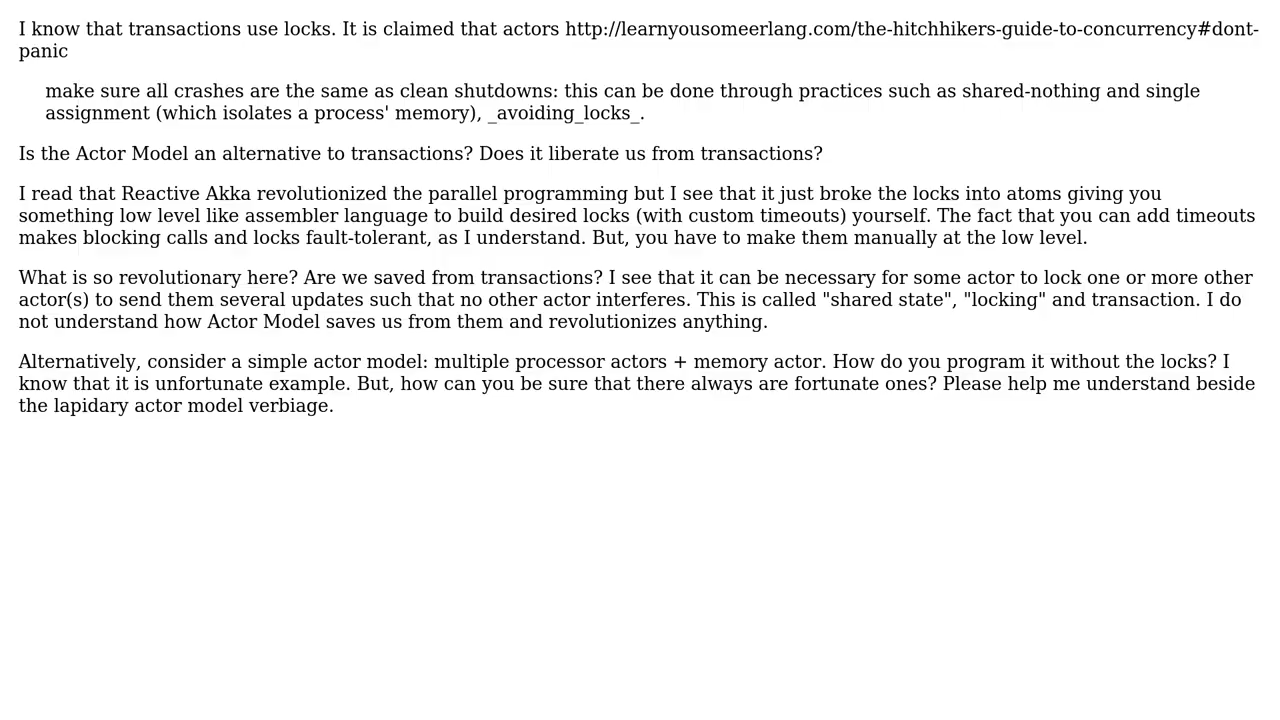 I know that transactions use locks. It is claimed that actors http://learnyousomeerlang.com/the-hitchhikers-guide-to-concurrency#dont-
panic
make sure all crashes are the same as clean shutdowns: this can be done through practices such as shared-nothing and single
assignment (which isolates a process' memory), _avoiding_locks_.
Is the Actor Model an alternative to transactions? Does it liberate us from transactions?
I read that Reactive Akka revolutionized the parallel programming but I see that it just broke the locks into atoms giving you
something low level like assembler language to build desired locks (with custom timeouts) yourself. The fact that you can add timeouts
makes blocking calls and locks fault-tolerant, as I understand. But, you have to make them manually at the low level.
What is so revolutionary here? Are we saved from transactions? I see that it can be necessary for some actor to lock one or more other
actor(s) to send them several updates such that no other actor interferes. This is called "shared state", "locking" and transaction. I do
not understand how Actor Model saves us from them and revolutionizes anything.
Alternatively, consider a simple actor model: multiple processor actors + memory actor. How do you program it without the locks? I
know that it is unfortunate example. But, how can you be sure that there always are fortunate ones? Please help me understand beside
the lapidary actor model verbiage.